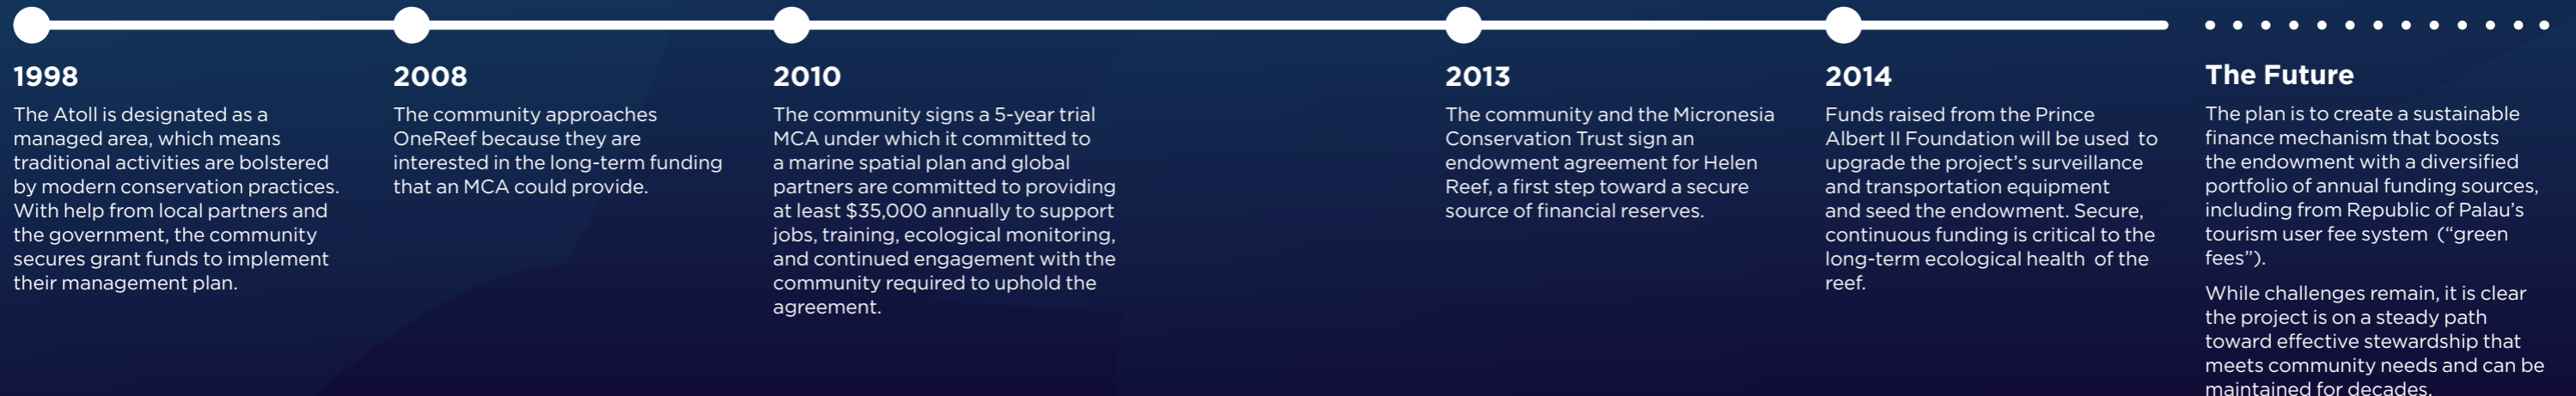 1998
The Atoll is designated as a
managed area, which means
traditional activities are bolstered
by modern conservation practices.
With help from local partners and
the government, the community
secures grant funds to implement
their management plan.
2008
The community approaches
OneReef because they are
interested in the long-term funding
that an MCA could provide.
2010
The community signs a 5-year trial
MCA under which it committed to
a marine spatial plan and global
partners are committed to providing
at least $35,000 annually to support
jobs, training, ecological monitoring,
and continued engagement with the
community required to uphold the
agreement.
2013
The community and the Micronesia
Conservation Trust sign an
endowment agreement for Helen
Reef, a first step toward a secure
source of financial reserves.
2014
Funds raised from the Prince
Albert II Foundation will be used to
upgrade the project’s surveillance
and transportation equipment
and seed the endowment. Secure,
continuous funding is critical to the
long-term ecological health of the
reef.
The Future
The plan is to create a sustainable
finance mechanism that boosts
the endowment with a diversified
portfolio of annual funding sources,
including from Republic of Palau’s
tourism user fee system (“green
fees”).
While challenges remain, it is clear
the project is on a steady path
toward effective stewardship that
meets community needs and can be
maintained for decades.